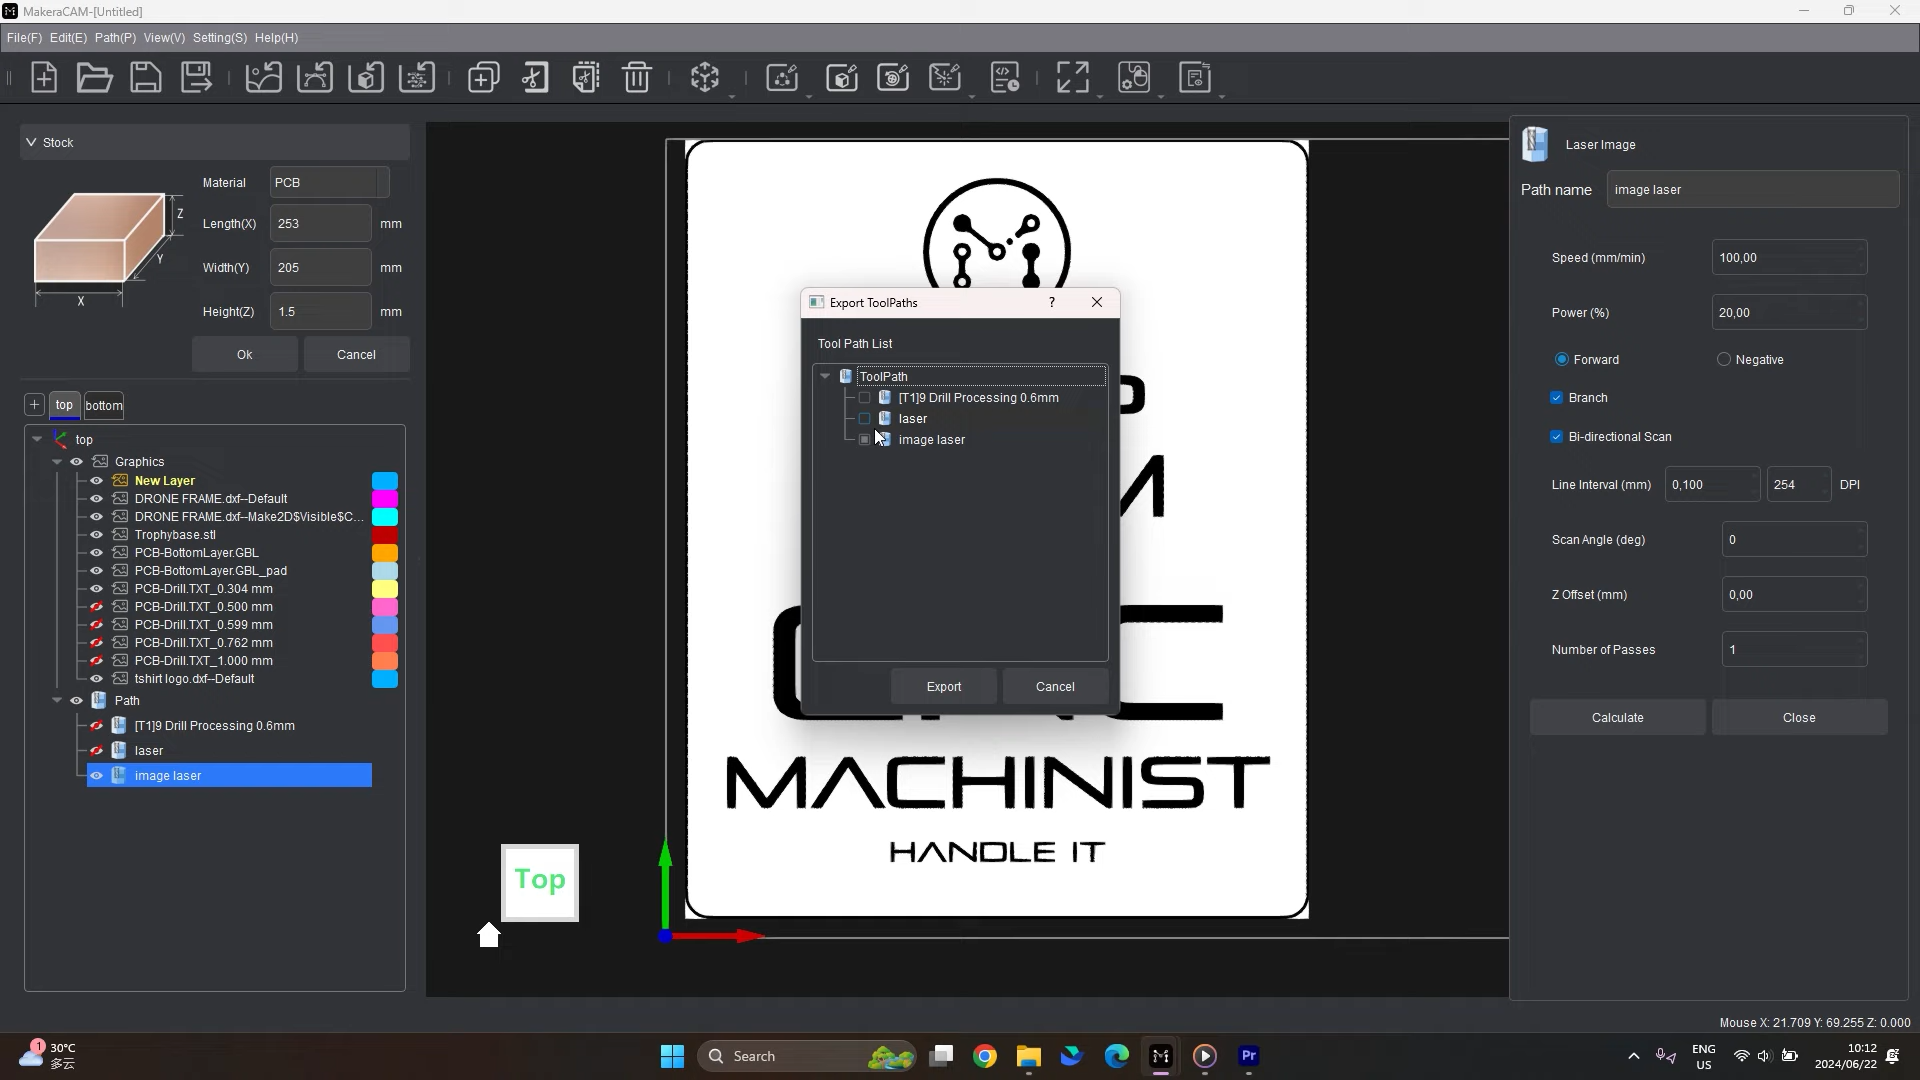 MakeraCAM-[Untitled]
File(F) Edit(E) Path(P) View(V) Setting(S) Help(H)
Stock
Material PCB
Length(X) 253 mm
Width(Y) 205 mm
Height(Z) 1.5 mm
Z
Y
X
Ok Cancel
top bottom
top
Graphics
New Layer
DRONE FRAME.dxf--Default
DRONE FRAME.dxf--Make2D$Visible$C...
Trophybase.stl
PCB-BottomLayer.GBL
PCB-BottomLayer.GBL_pad
PCB-Drill.TXT_0.304 mm
PCB-Drill.TXT_0.500 mm
PCB-Drill.TXT_0.599 mm
PCB-Drill.TXT_0.762 mm
PCB-Drill.TXT_1.000 mm
tshirt logo.dxf--Default
Path
[T1]9 Drill Processing 0.6mm
laser
image laser
Export ToolPaths ?
Tool Path List
ToolPath
[T1]9 Drill Processing 0.6mm
laser
image laser
Export Cancel
MACHINIST
HANDLE IT
Top
Laser Image
Path name image laser
Speed (mm/min) 100,00
Power (%) 20,00
Forward Negative
Branch
Bi-directional Scan
Line Interval (mm) 0,100 254 DPI
Scan Angle (deg) 0
Z Offset (mm) 0,00
Number of Passes 1
Calculate Close
Mouse X: 21.709 Y: 69.255 Z: 0.000
1
30°C
多云
Search
Pr
ENG
US
10:12
2024/06/22